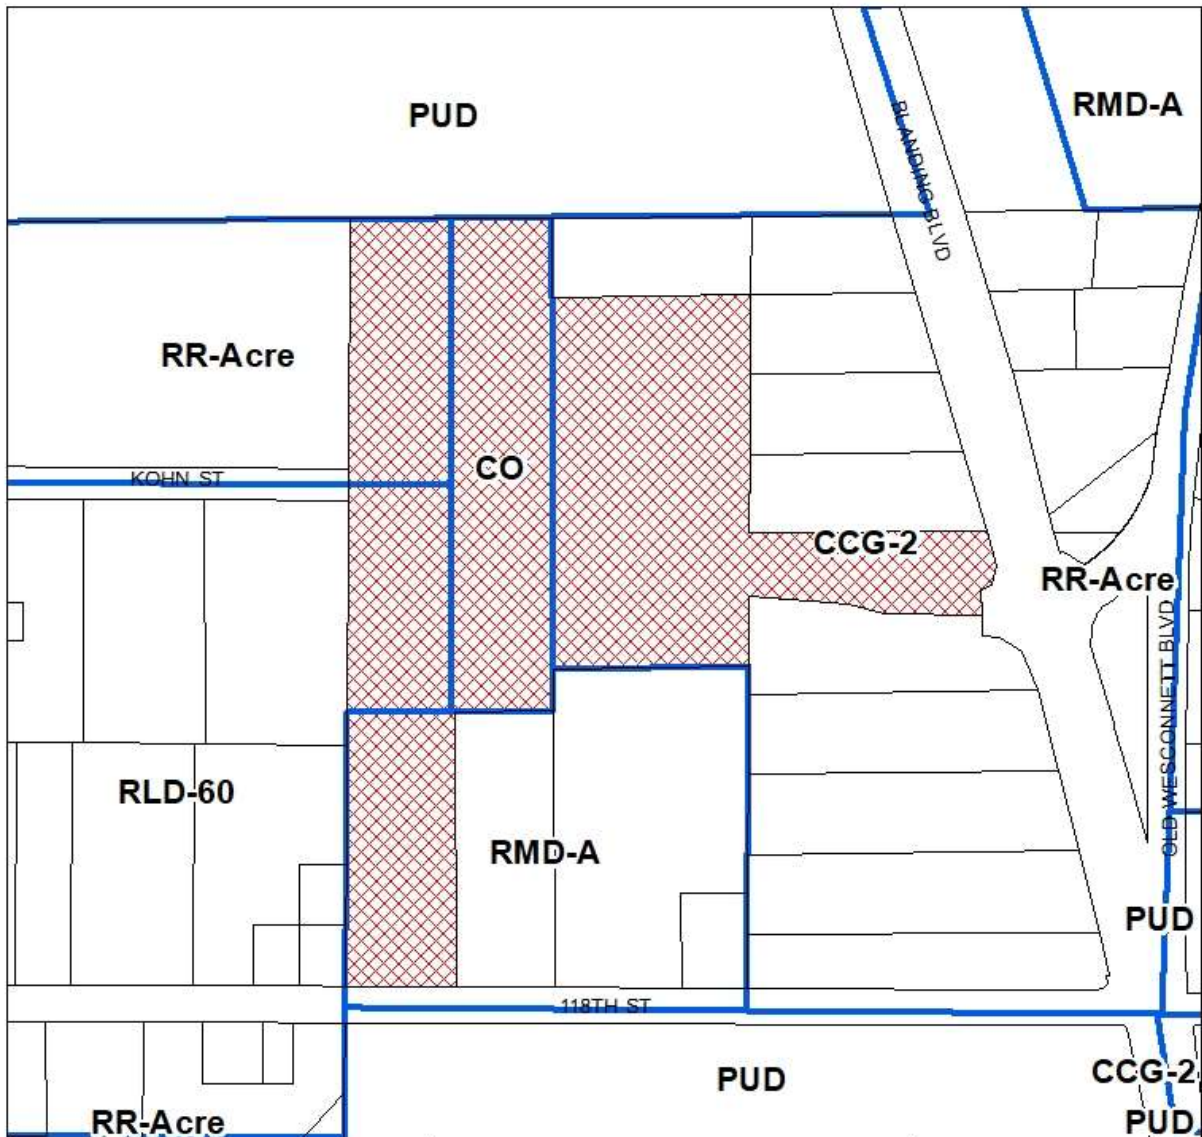 PUD
RMD-A
BLANDING BLVD
RR-Acre
KOHN ST
CO
CCG-2
RR-Acre
OLD WESCONNETT BLVD
RLD-60
RMD-A
PUD
118TH ST
PUD
CCG-2
RR-Acre
PUD